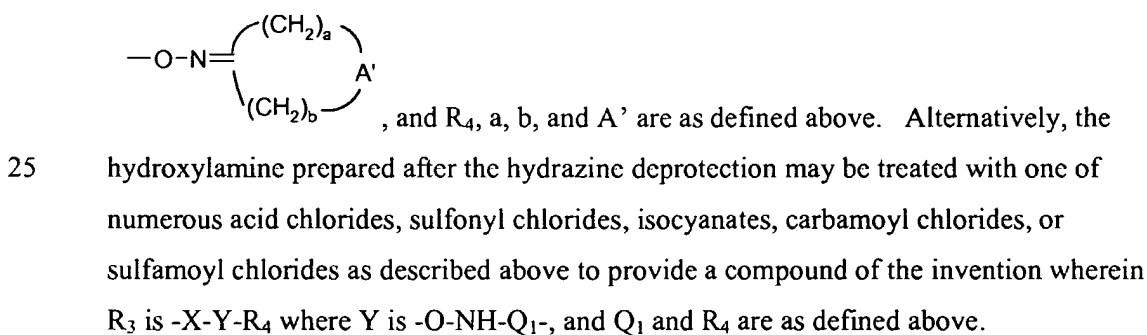 (CH2)a
—O-N=
A'
(CH2)b
, and R4, a, b, and A’ are as defined above. Alternatively, the
25 hydroxylamine prepared after the hydrazine deprotection may be treated with one of
numerous acid chlorides, sulfonyl chlorides, isocyanates, carbamoyl chlorides, or
sulfamoyl chlorides as described above to provide a compound of the invention wherein
R3 is -X-Y-R4 where Y is -O-NH-Q1-, and Q1 and R4 are as defined above.